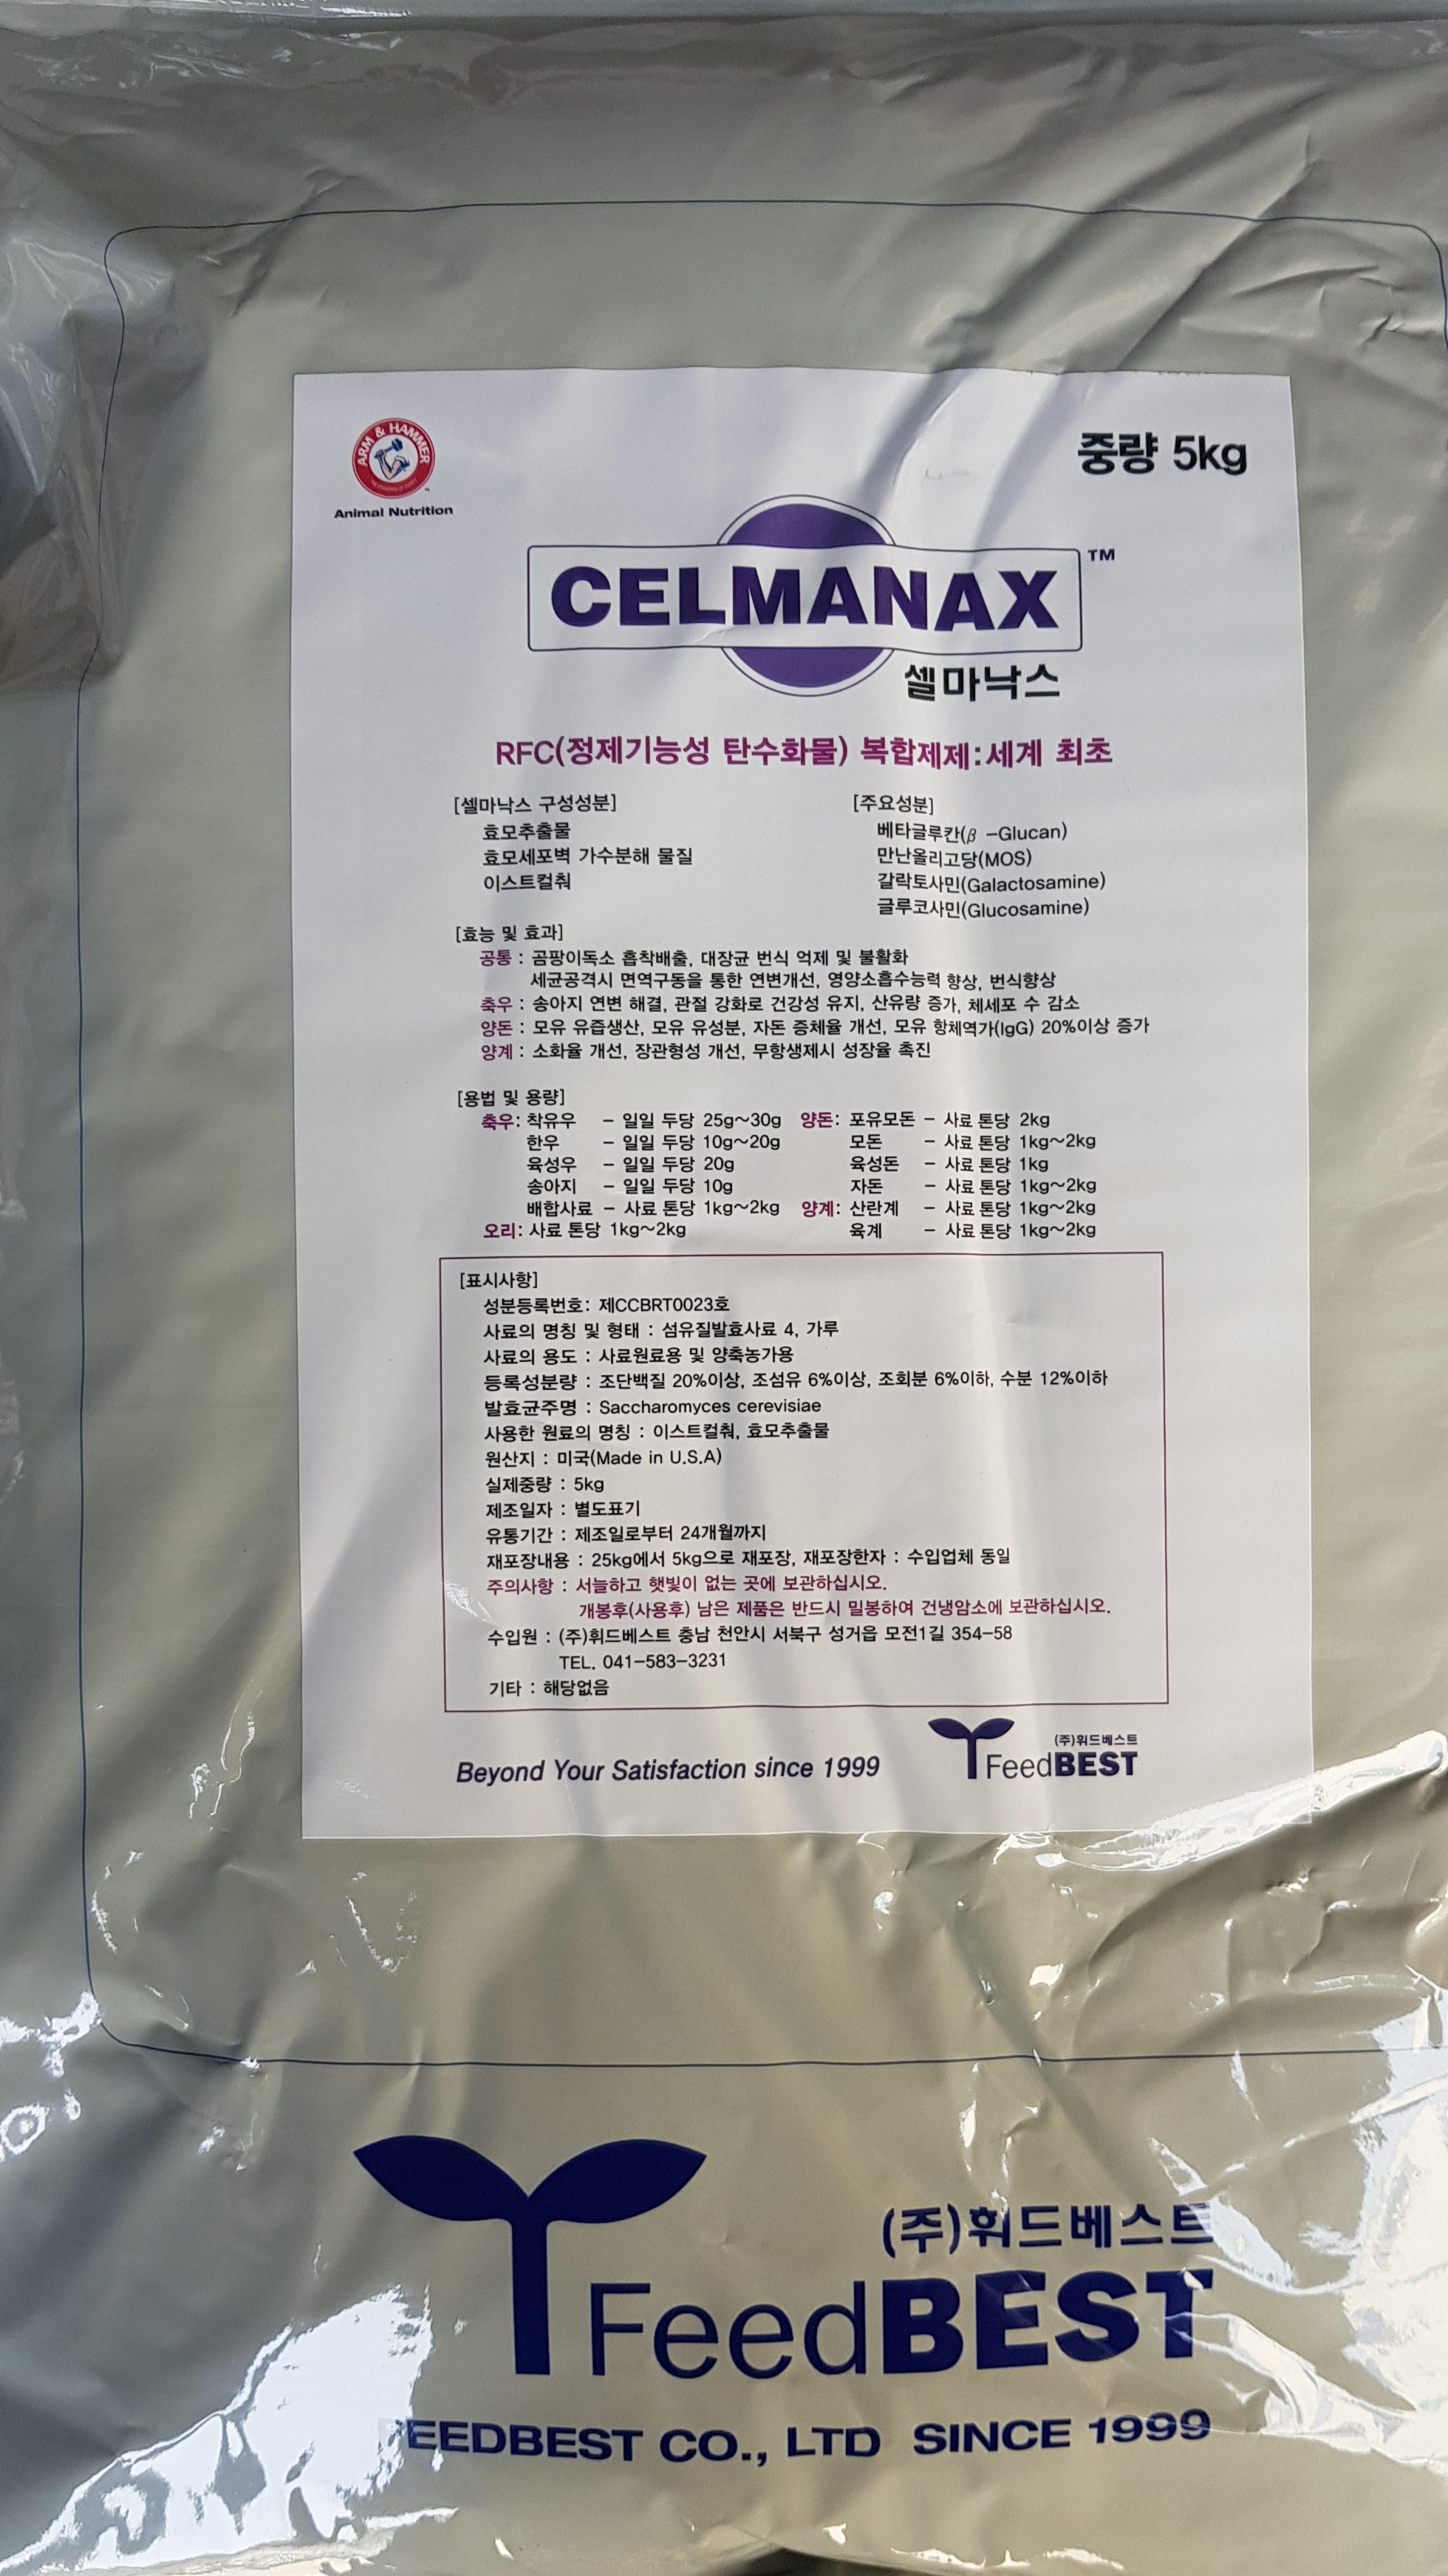 ARM & HAMMER
Animal Nutrition
중량 5kg
CELMANAX™
셀마낙스
RFC(정제기능성 탄수화물) 복합제제:세계 최초
[셀마낙스 구성성분]
효모추출물
효모세포벽 가수분해 물질
이스트컬춰
[주요성분]
베타글루칸(β -Glucan)
만난올리고당(MOS)
갈락토사민(Galactosamine)
글루코사민(Glucosamine)
[효능 및 효과]
공통 : 곰팡이독소 흡착배출, 대장균 번식 억제 및 불활화
세균공격시 면역구동을 통한 연변개선, 영양소흡수능력 향상, 번식향상
축우 : 송아지 연변 해결, 관절 강화로 건강성 유지, 산유량 증가, 체세포 수 감소
양돈 : 모유 유즙생산, 모유 유성분, 자돈 증체율 개선, 모유 항체역가(IgG) 20%이상 증가
양계 : 소화율 개선, 장관형성 개선, 무항생제시 성장율 촉진
[용법 및 용량]
축우: 착유우 - 일일 두당 25g~30g 양돈: 포유모돈 - 사료 톤당 2kg
한우 - 일일 두당 10g~20g 모돈 - 사료 톤당 1kg~2kg
육성우 - 일일 두당 20g 육성돈 - 사료 톤당 1kg
송아지 - 일일 두당 10g 자돈 - 사료 톤당 1kg~2kg
배합사료 - 사료 톤당 1kg~2kg 양계: 산란계 - 사료 톤당 1kg~2kg
오리: 사료 톤당 1kg~2kg 육계 - 사료 톤당 1kg~2kg
[표시사항]
성분등록번호: 제CCBRT0023호
사료의 명칭 및 형태 : 섬유질발효사료 4, 가루
사료의 용도 : 사료원료용 및 양축농가용
등록성분량 : 조단백질 20%이상, 조섬유 6%이상, 조회분 6%이하, 수분 12%이하
발효균주명 : Saccharomyces cerevisiae
사용한 원료의 명칭 : 이스트컬춰, 효모추출물
원산지 : 미국(Made in U.S.A)
실제중량 : 5kg
제조일자 : 별도표기
유통기간 : 제조일로부터 24개월까지
재포장내용 : 25kg에서 5kg으로 재포장, 재포장한자 : 수입업체 동일
주의사항 : 서늘하고 햇빛이 없는 곳에 보관하십시오.
개봉후(사용후) 남은 제품은 반드시 밀봉하여 건냉암소에 보관하십시오.
수입원 : (주)휘드베스트 충남 천안시 서북구 성거읍 모전1길 354-58
TEL. 041-583-3231
기타 : 해당없음
Beyond Your Satisfaction since 1999
(주)휘드베스트
FeedBEST
(주)휘드베스트
FeedBEST
FEEDBEST CO., LTD SINCE 1999